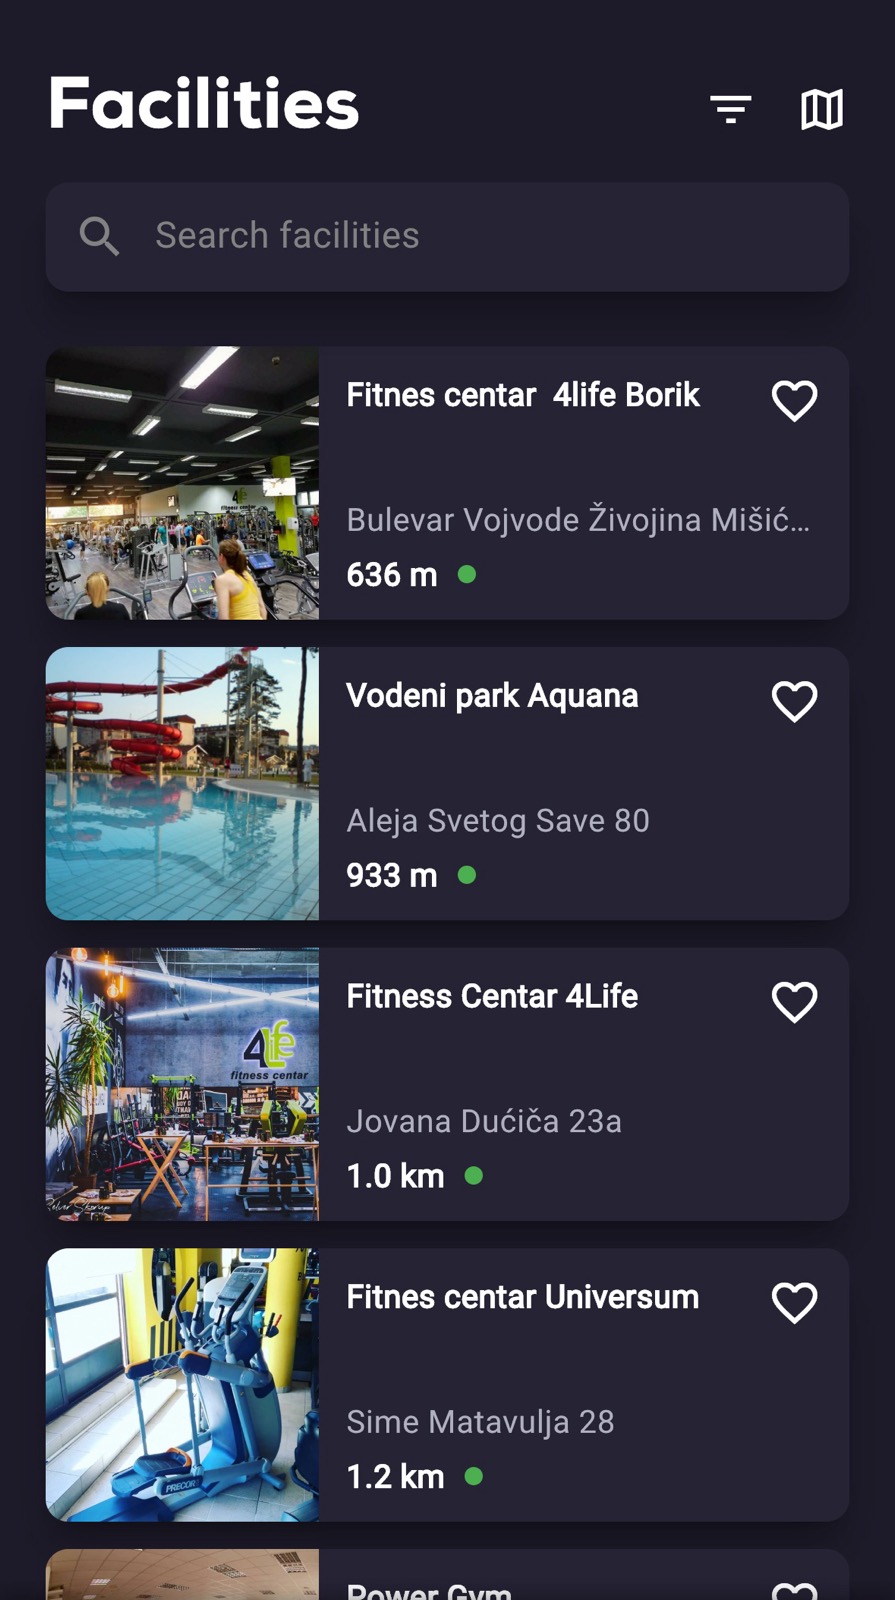 Facilities
Search facilities
Fitnes centar 4life Borik
Bulevar Vojvode Živojina Mišić...
636 m
Vodeni park Aquana
Aleja Svetog Save 80
933 m
4Life
fitness centar
Fitness Centar 4Life
Jovana Dućiča 23a
1.0 km
PRECOR
Fitnes centar Universum
Sime Matavulja 28
1.2 km
Power Gym